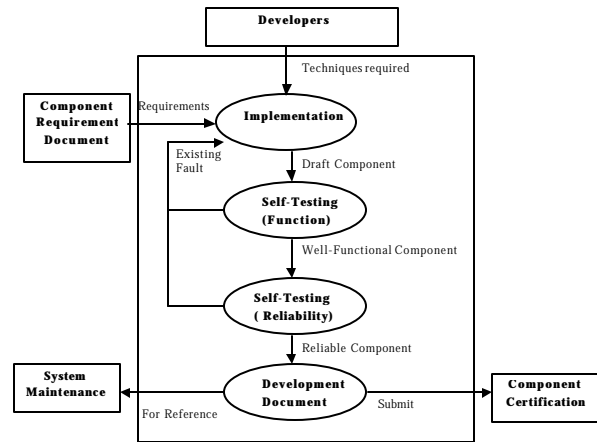 Developers
Techniques required
Component
Requirement
Document
Requirements
Implementation
Existing
Fault
Draft Component
Self-Testing
(Function)
Well-Functional Component
Self-Testing
( Reliability)
Reliable Component
System
Maintenance
For Reference
Development
Document
Submit
Component
Certification